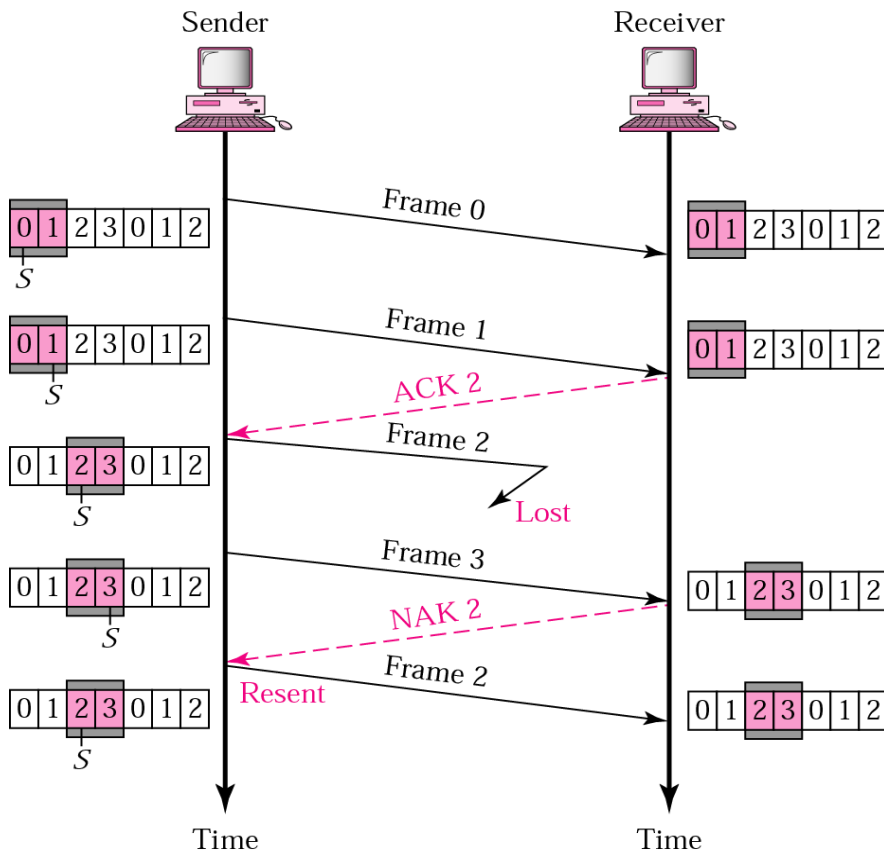 Sender Receiver
Frame 0
0 1 2 3 0 1 2
0 1 2 3 0 1 2
S
Frame 1
0 1 2 3 0 1 2
0 1 2 3 0 1 2
S
ACK 2
Frame 2
0 1 2 3 0 1 2
S
Lost
Frame 3
0 1 2 3 0 1 2
0 1 2 3 0 1 2
S
NAK 2
Frame 2
Resent
0 1 2 3 0 1 2
0 1 2 3 0 1 2
S
Time Time